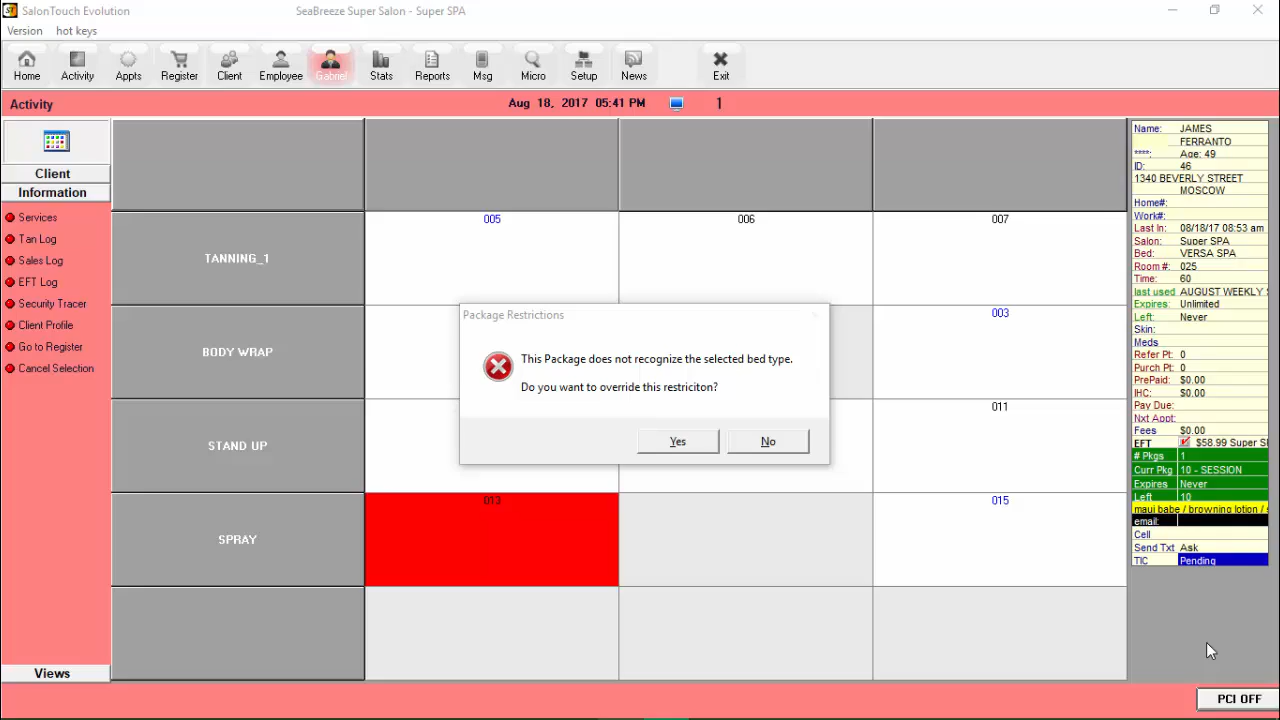 SalonTouch Evolution
SeaBreeze Super Salon - Super SPA
Version hot keys
Home Activity Appts Register Client Employee Gabriel Stats Reports Msg Micro Setup News Exit
Activity
Aug 18, 2017 05:41 PM
1
Client
Information
Services
Tan Log
Sales Log
EFT Log
Security Tracer
Client Profile
Go to Register
Cancel Selection
Views
005 006 007
TANNING_1
003
BODY WRAP
011
STAND UP
013 015
SPRAY
Package Restrictions
This Package does not recognize the selected bed type.
Do you want to override this restriciton?
Yes No
Name: JAMES
FERRANTO
****: Age: 49
ID: 46
1340 BEVERLY STREET
MOSCOW
Home#:
Work#:
Last In: 08/18/17 08:53 am
Salon: Super SPA
Bed: VERSA SPA
Room #: 025
Time: 60
last used AUGUST WEEKLY S
Expires: Unlimited
Left: Never
Skin:
Meds
Refer Pt: 0
Purch Pt: 0
PrePaid: $0.00
IHC: $0.00
Pay Due:
Nxt Appt:
Fees $0.00
EFT $58.99 Super S
# Pkgs 1
Curr Pkg 10 - SESSION
Expires Never
Left 10
maui babe / browning lotion /
email:
Cell
Send Txt Ask
TIC Pending
PCI OFF